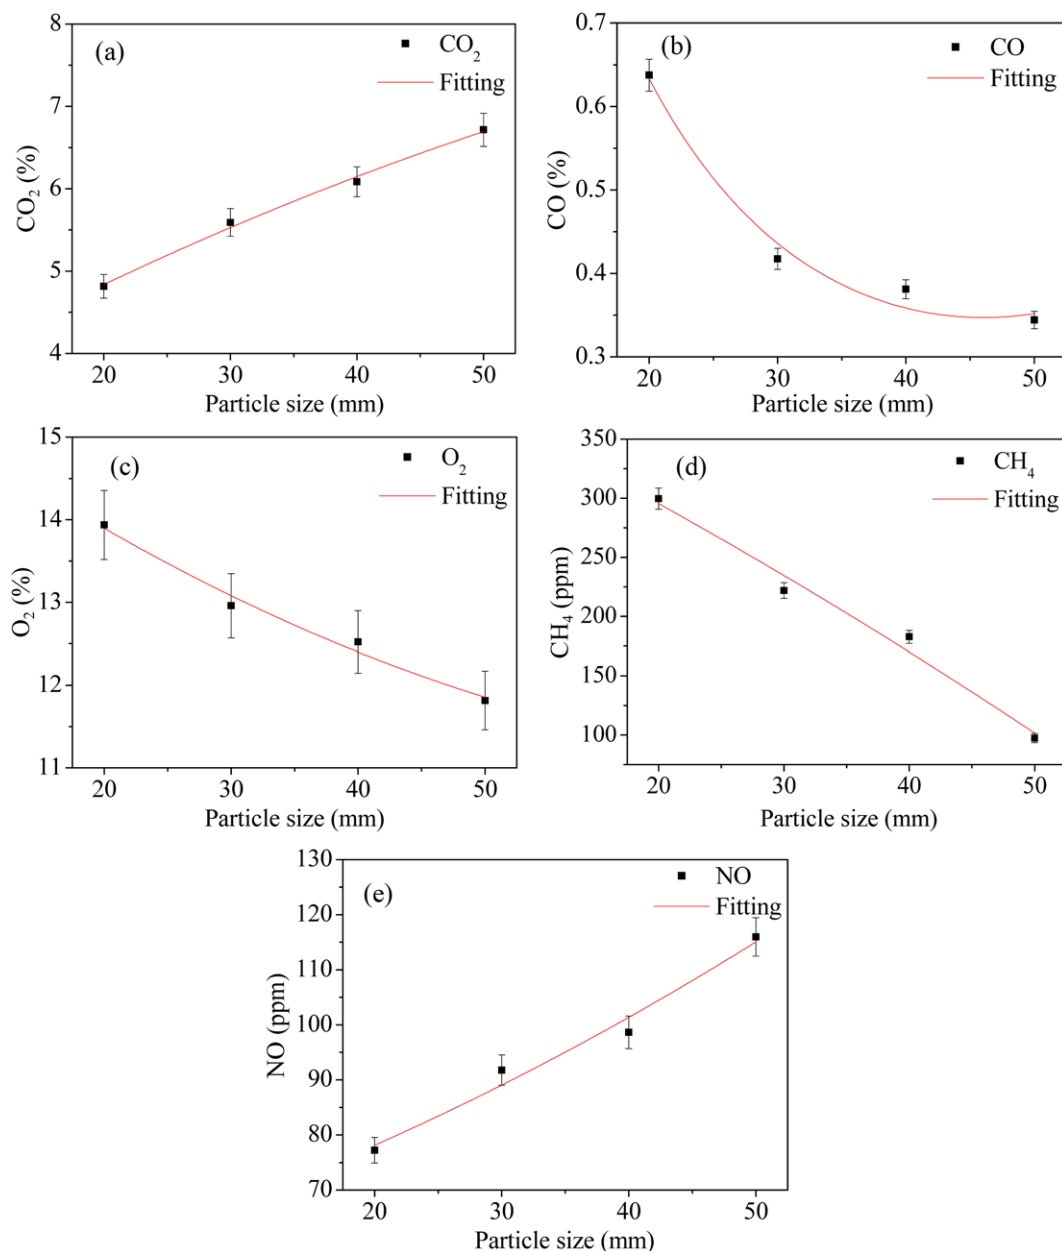 (a)
CO₂
Fitting
CO₂ (%)
8
7
6
5
4
20 30 40 50
Particle size (mm)
(b)
CO
Fitting
CO (%)
0.7
0.6
0.5
0.4
0.3
20 30 40 50
Particle size (mm)
(c)
O₂
Fitting
O₂ (%)
15
14
13
12
11
20 30 40 50
Particle size (mm)
(d)
CH₄
Fitting
CH₄ (ppm)
350
300
250
200
150
100
20 30 40 50
Particle size (mm)
(e)
NO
Fitting
NO (ppm)
130
120
110
100
90
80
70
20 30 40 50
Particle size (mm)